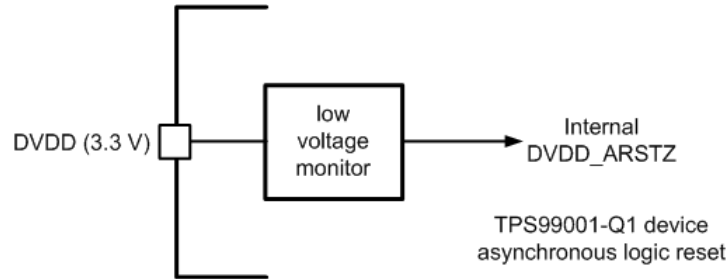 DVDD (3.3 V)
low
voltage
monitor
Internal
DVDD_ARSTZ
TPS99001-Q1 device
asynchronous logic reset